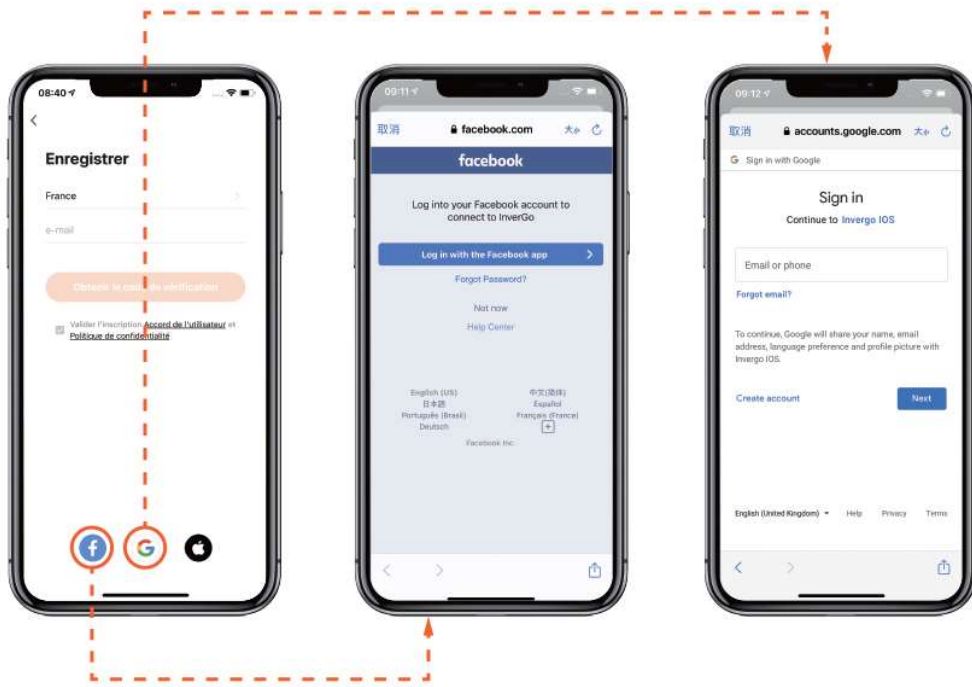 08:40
Enregistrer
France
e-mail
Obtenir le code de vérification
Valider l'inscription Accord de l'utilisateur et
Politique de confidentialité
09:11
取消
facebook.com
大小
facebook
Log into your Facebook account to
connect to InverGo
Log in with the Facebook app
Forgot Password?
Not now
Help Center
English (US)
中文(简体)
日本語
Español
Português (Brasil)
Français (France)
Deutsch
Facebook Inc.
09:12
取消
accounts.google.com
大小
G Sign in with Google
Sign in
Continue to Invergo IOS
Email or phone
Forgot email?
To continue, Google will share your name, email
address, language preference and profile picture with
Invergo IOS.
Create account
Next
English (United Kingdom)
Help
Privacy
Terms